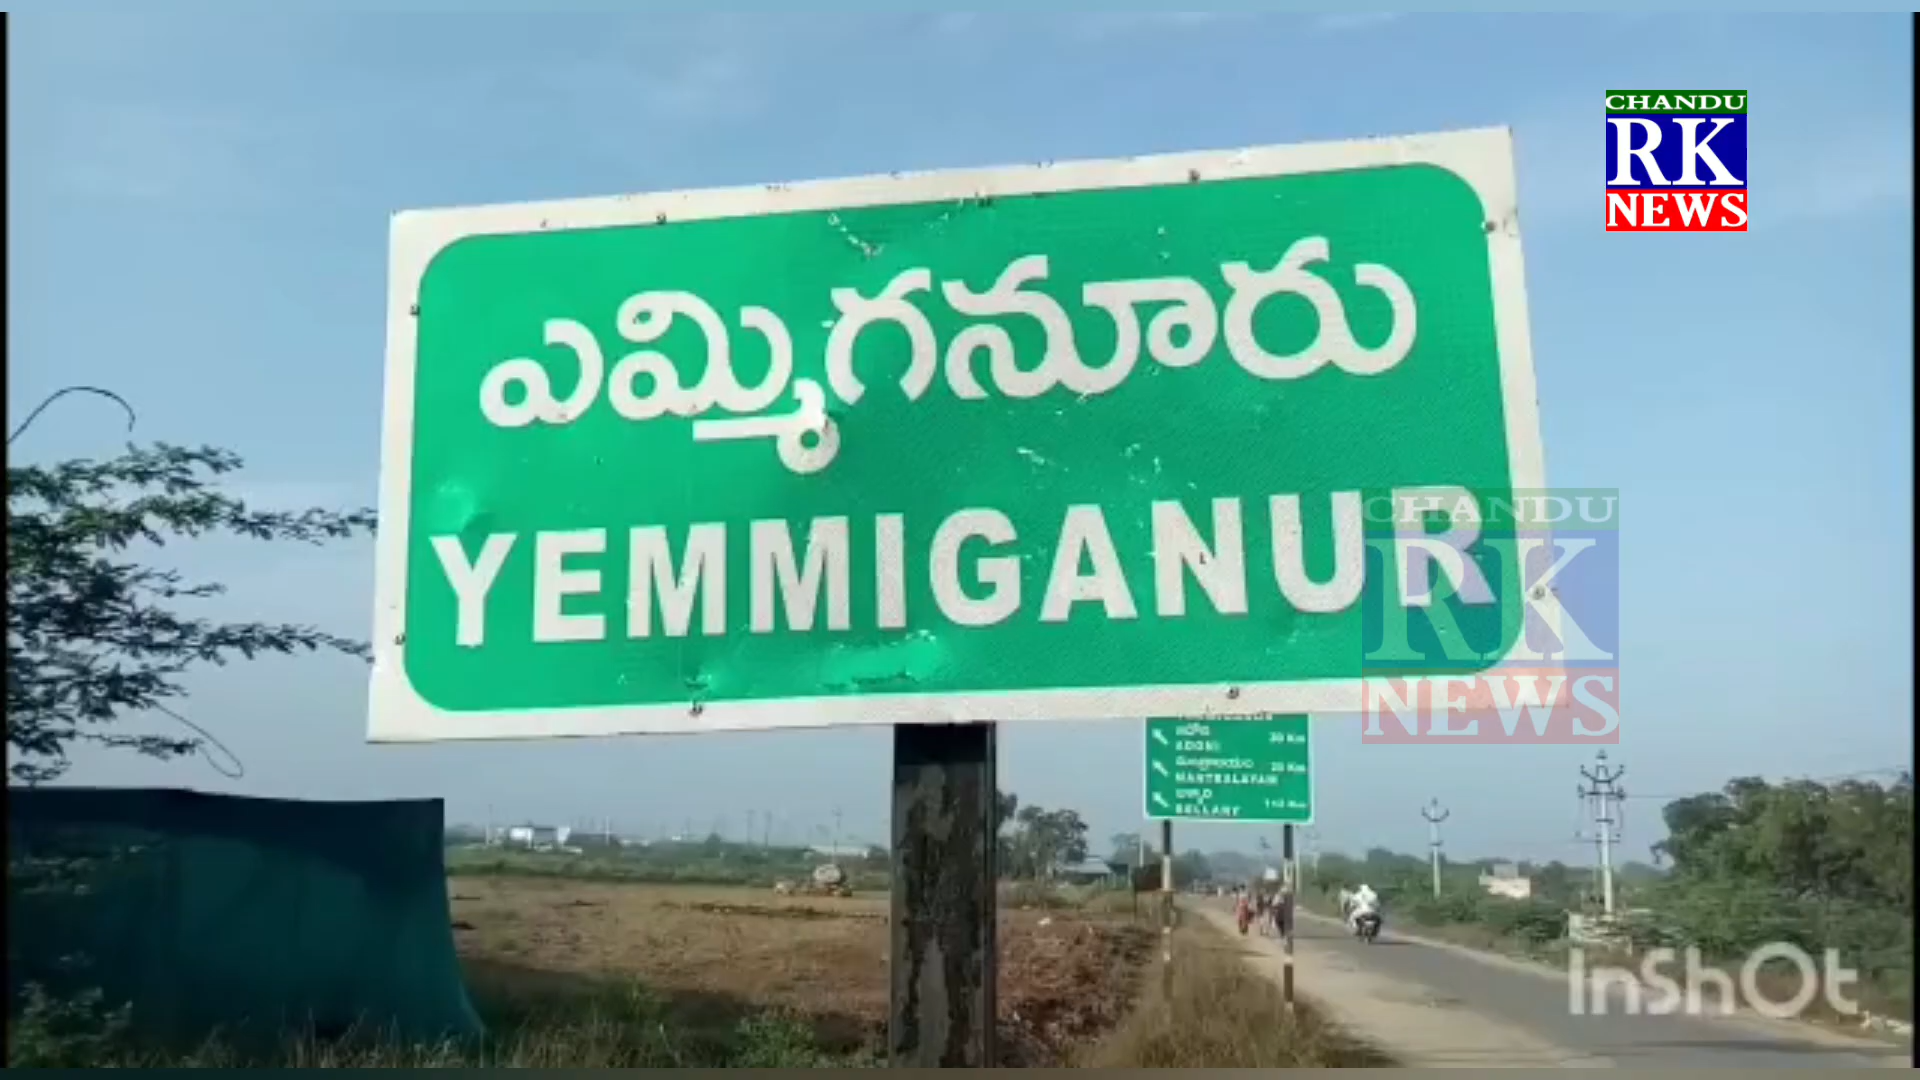 CHANDU
RK
NEWS
ఎమ్మిగనూరు
YEMMIGANUR
CHANDU
RK
NEWS
ADONI
MANTRALAYAM
BELLARY
InShOt